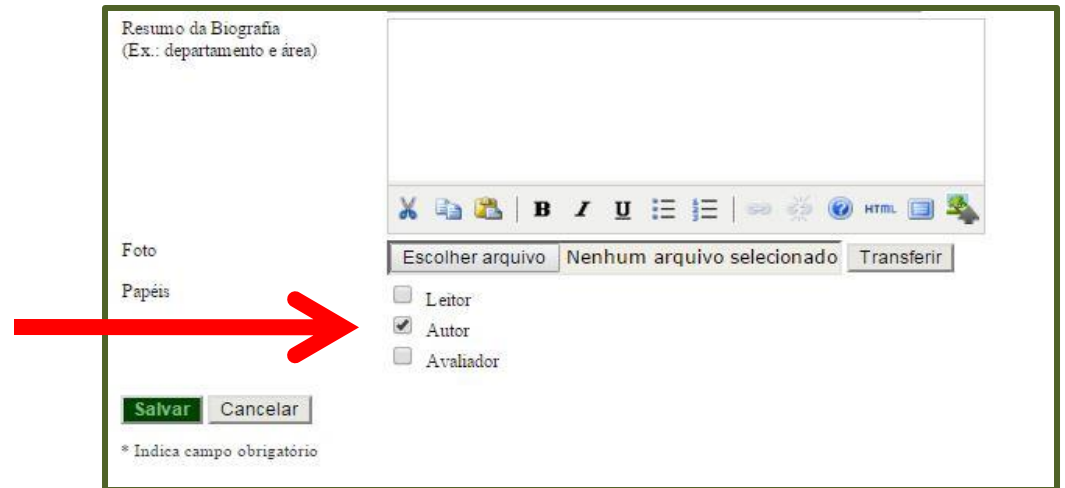 Resumo da Biografia
(Ex.: departamento e área)
B I U HTML
Foto
Escolher arquivo Nenhum arquivo selecionado Transferir
Papéis
Leitor
Autor
Avaliador
Salvar Cancelar
* Indica campo obrigatório